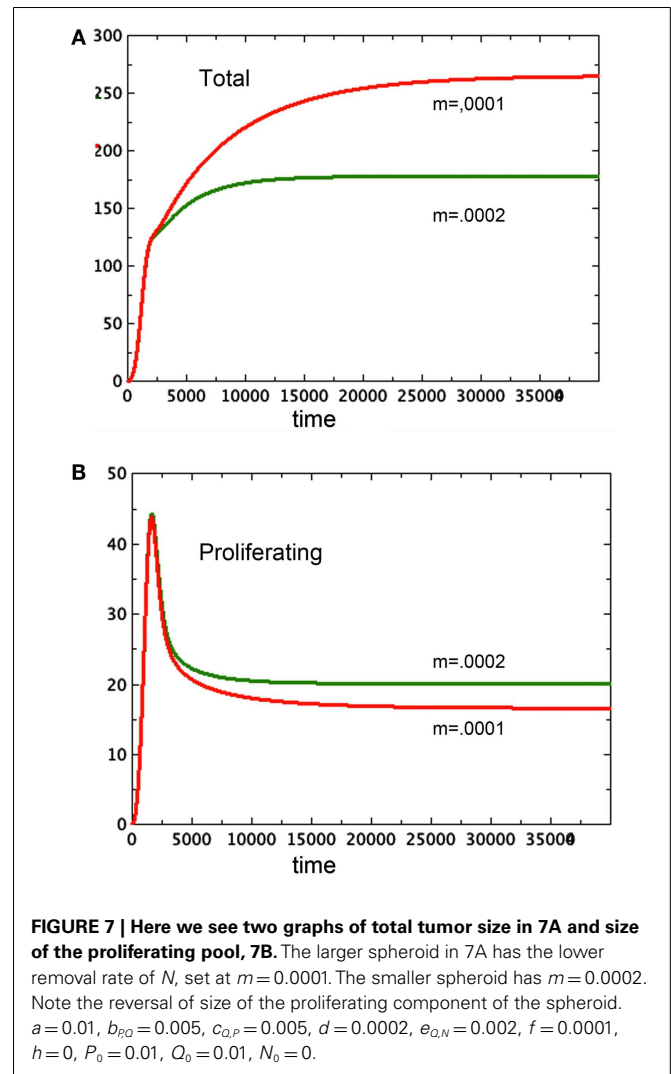 A
300
250
200
150
100
50
0
Total
m=,0001
m=.0002
0 5000 10000 15000 20000 25000 30000 35000
time
B
50
40
30
20
10
0
Proliferating
m=.0002
m=.0001
0 5000 10000 15000 20000 25000 30000 35000
time
FIGURE 7 | Here we see two graphs of total tumor size in 7A and size
of the proliferating pool, 7B. The larger spheroid in 7A has the lower
removal rate of N, set at m = 0.0001. The smaller spheroid has m = 0.0002.
Note the reversal of size of the proliferating component of the spheroid.
a = 0.01, b_{P,Q} = 0.005, c_{Q,P} = 0.005, d = 0.0002, e_{Q,N} = 0.002, f = 0.0001,
h = 0, P₀ = 0.01, Q₀ = 0.01, N₀ = 0.